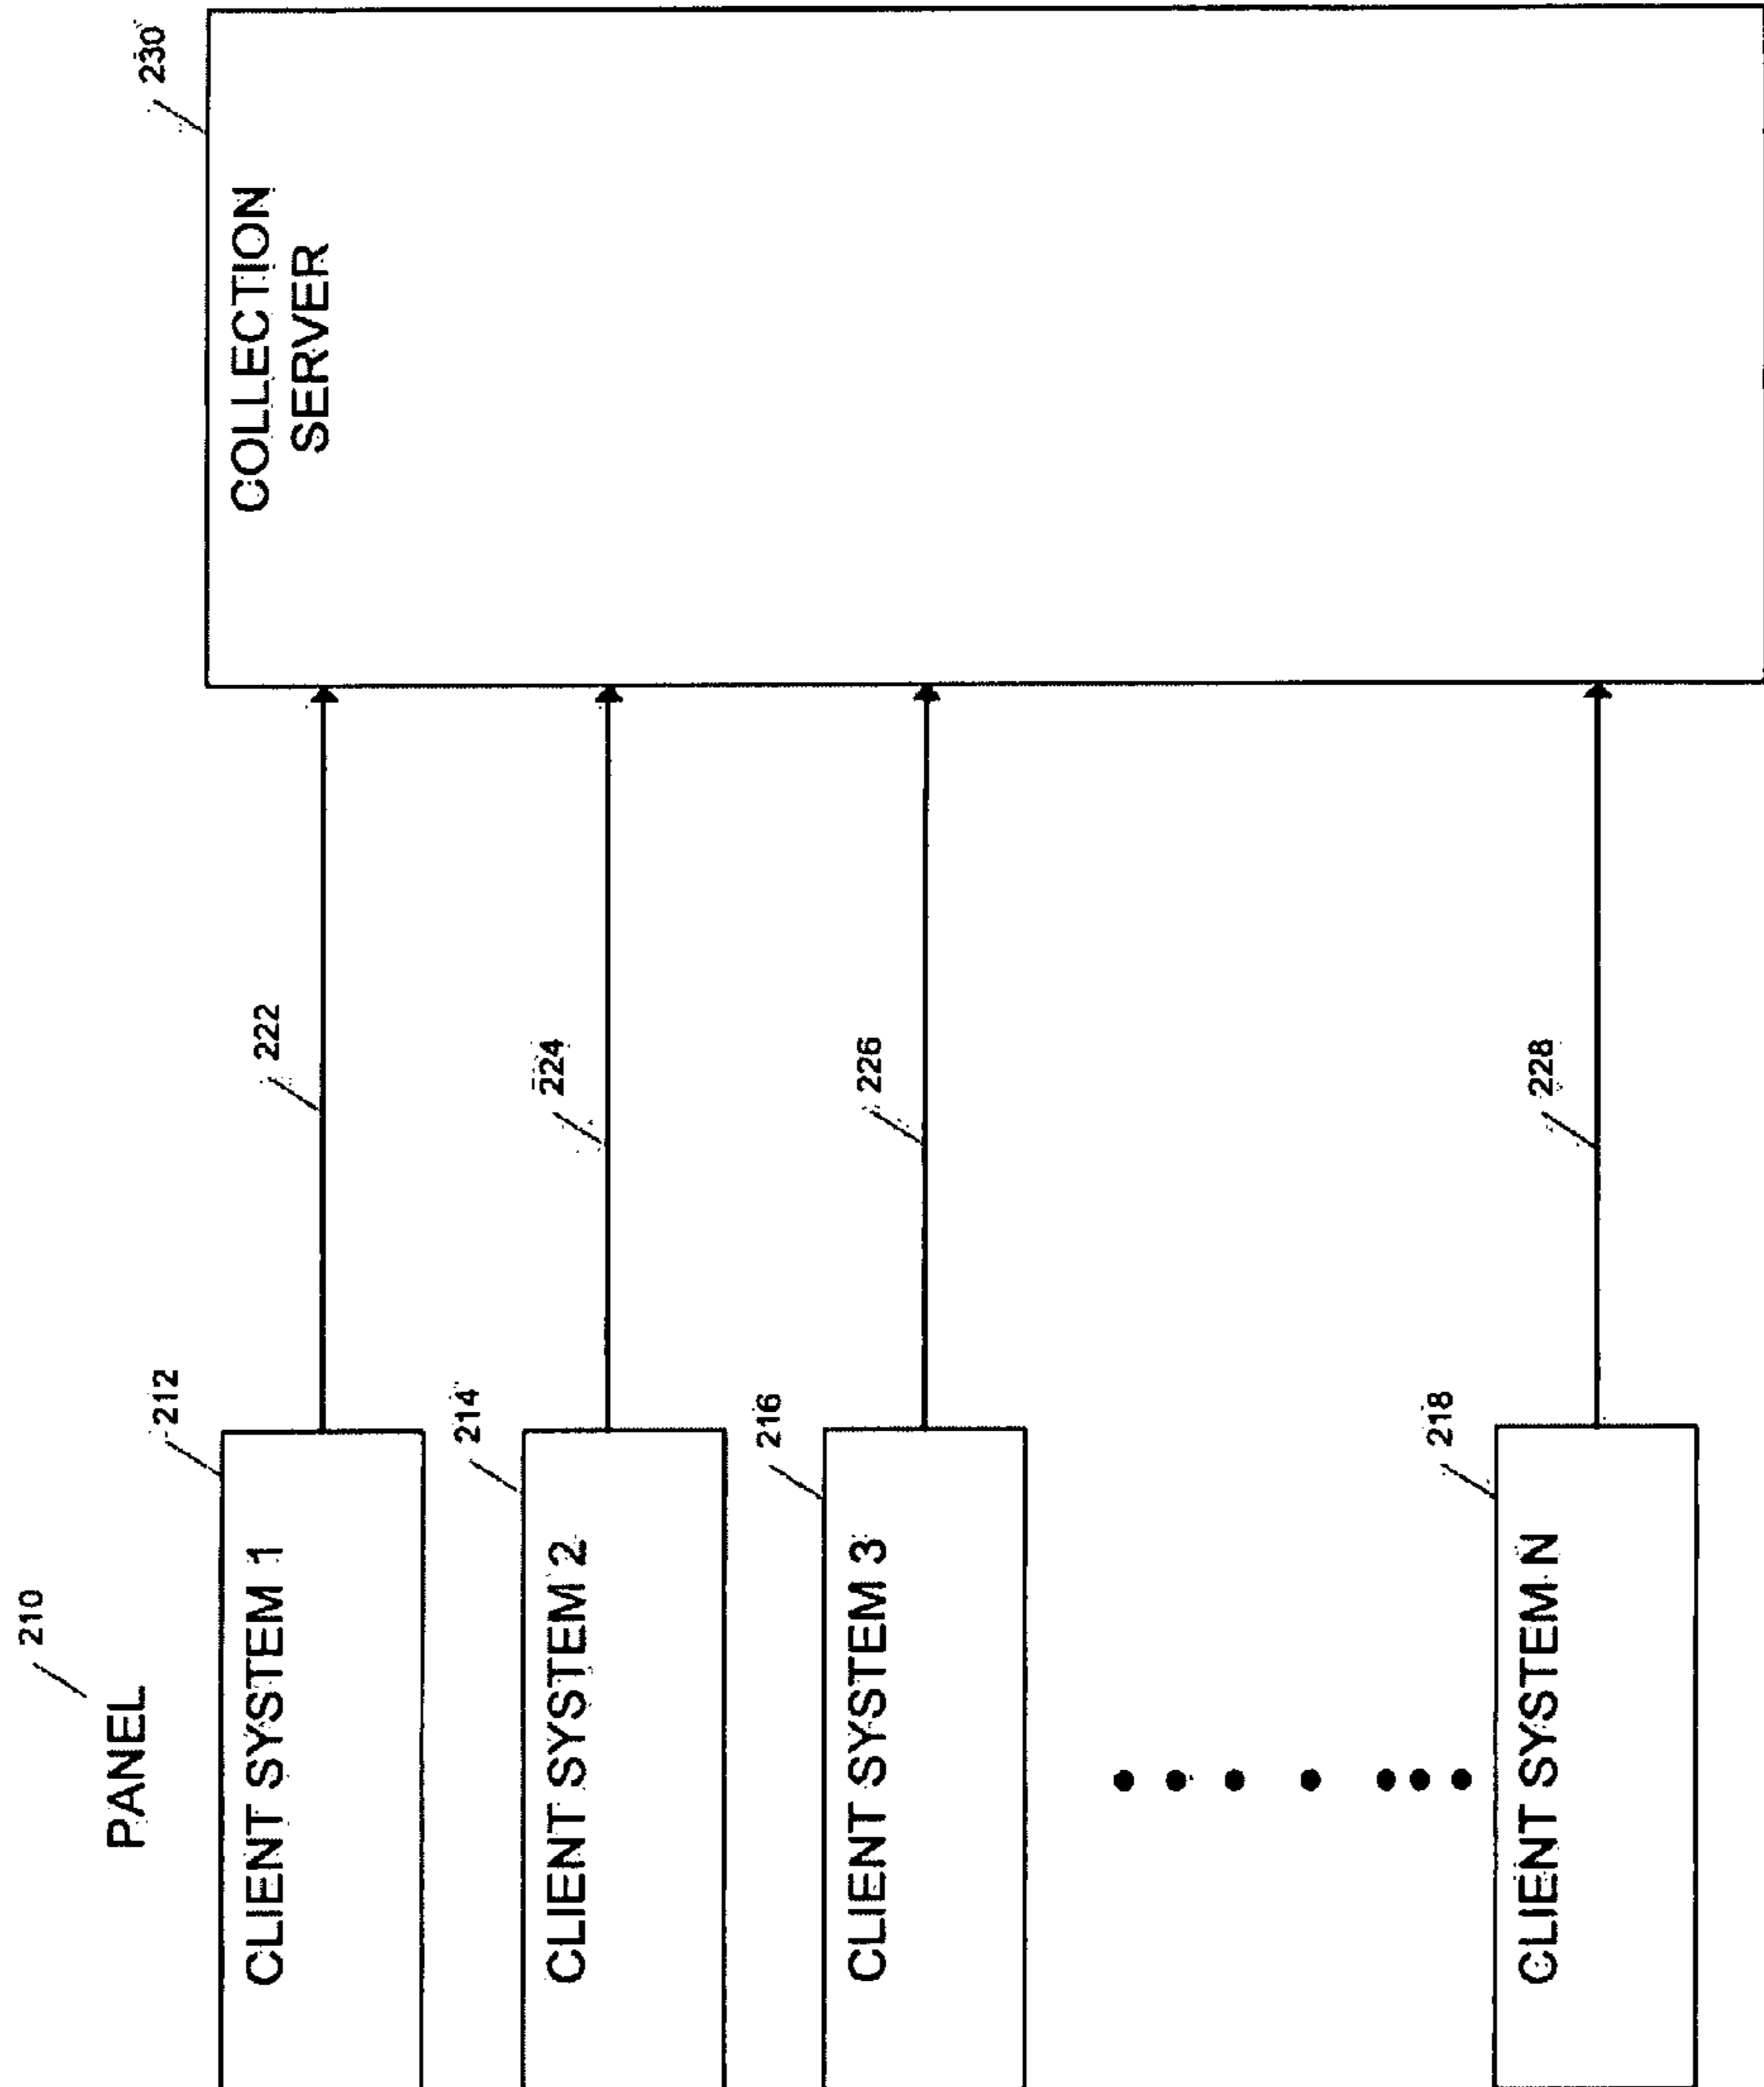 210
PANEL
212
CLIENT SYSTEM 1
222
230
COLLECTION
SERVER
214
CLIENT SYSTEM 2
224
216
CLIENT SYSTEM 3
226
218
CLIENT SYSTEM N
228